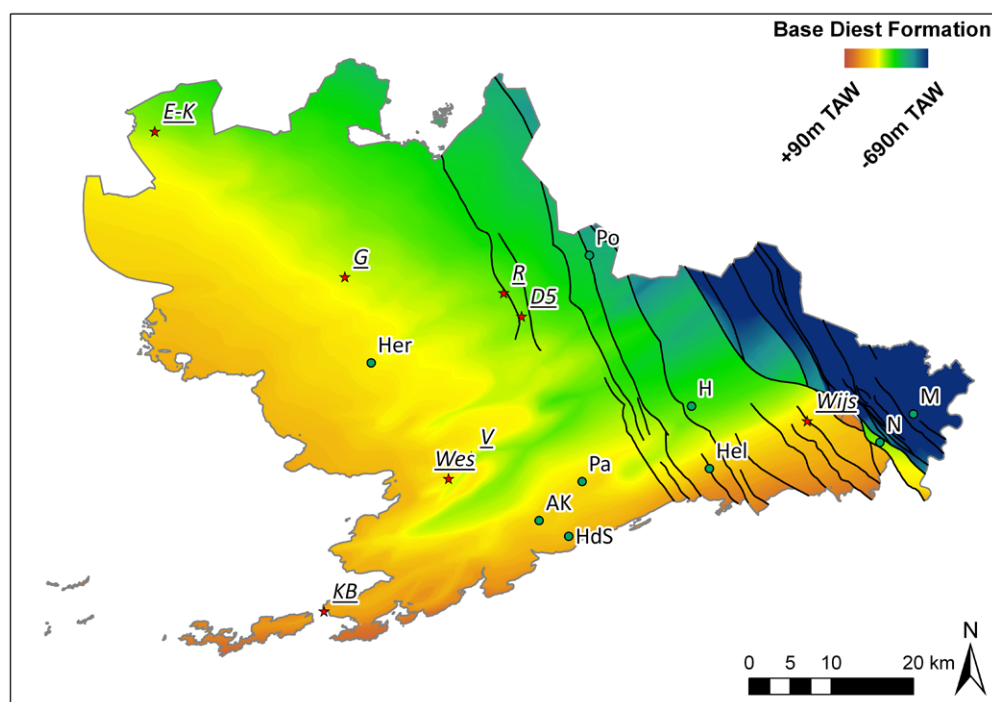 Base Diest Formation
+90m TAW
-690m TAW
E-K
G
Po
R
D5
Her
H
Wijs
M
N
V
Wes
Hel
Pa
AK
HdS
KB
N
0 5 10 20 km